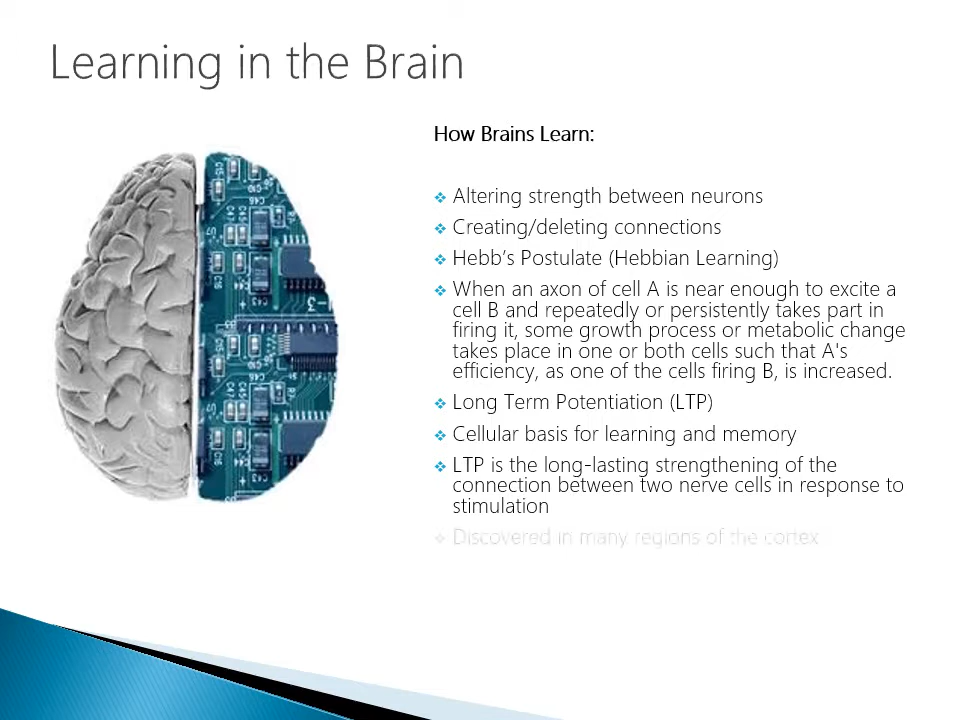 Learning in the Brain
How Brains Learn:
❖ Altering strength between neurons
❖ Creating/deleting connections
❖ Hebb’s Postulate (Hebbian Learning)
❖ When an axon of cell A is near enough to excite a
cell B and repeatedly or persistently takes part in
firing it, some growth process or metabolic change
takes place in one or both cells such that A's
efficiency, as one of the cells firing B, is increased.
❖ Long Term Potentiation (LTP)
❖ Cellular basis for learning and memory
❖ LTP is the long-lasting strengthening of the
connection between two nerve cells in response to
stimulation
❖ Discovered in many regions of the cortex